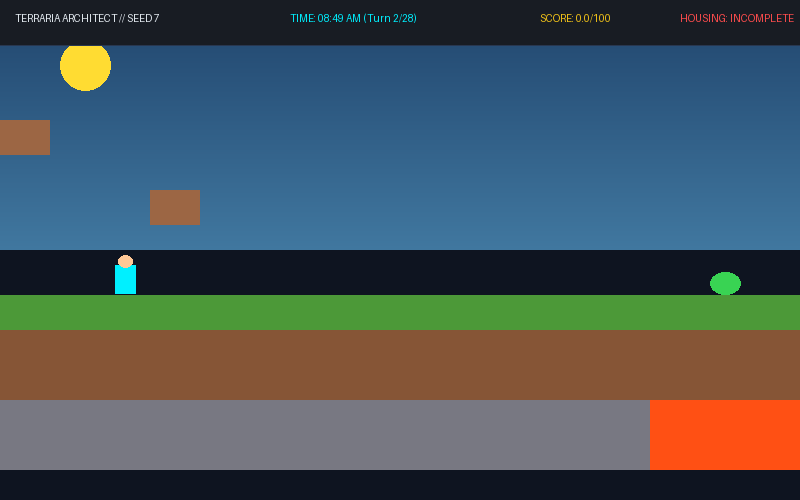 TERRARIA ARCHITECT // SEED 7
TIME: 08:49 AM (Turn 2/28)
SCORE: 0.0/100
HOUSING: INCOMPLETE